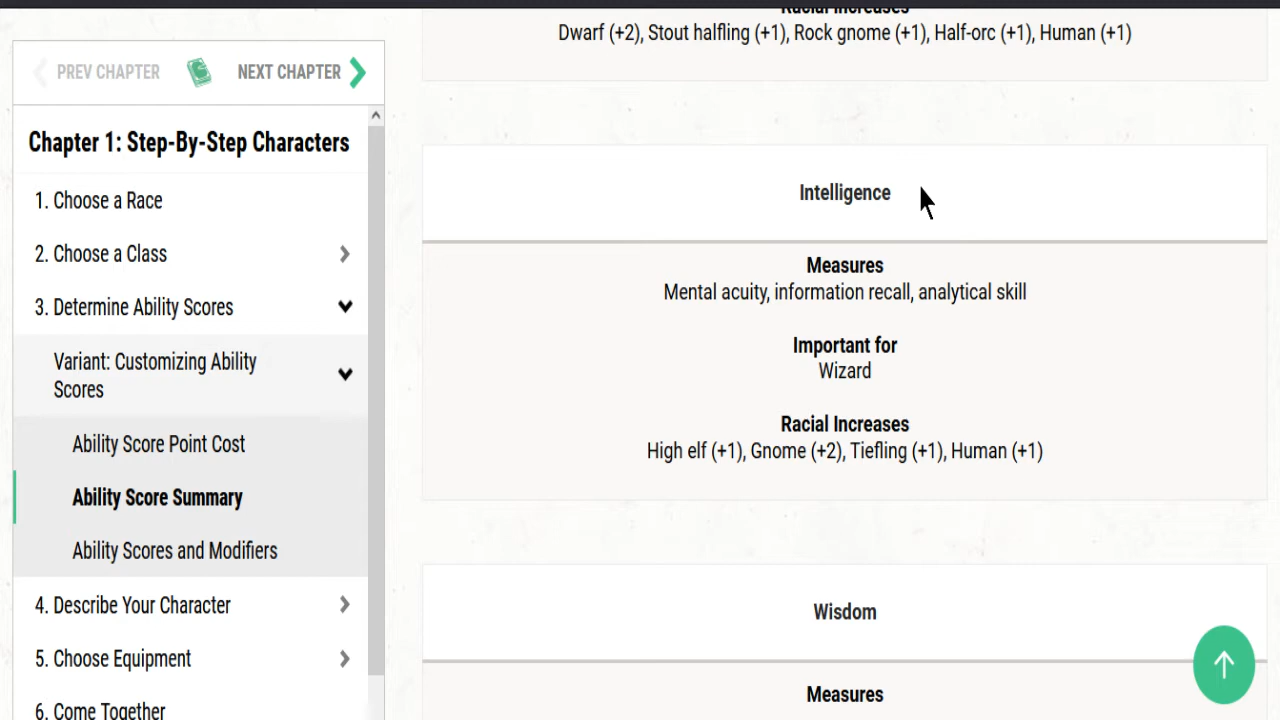 PREV CHAPTER
NEXT CHAPTER
Chapter 1: Step-By-Step Characters
1. Choose a Race
2. Choose a Class
3. Determine Ability Scores
Variant: Customizing Ability
Scores
Ability Score Point Cost
Ability Score Summary
Ability Scores and Modifiers
4. Describe Your Character
5. Choose Equipment
6. Come Together
Racial Increases
Dwarf (+2), Stout halfling (+1), Rock gnome (+1), Half-orc (+1), Human (+1)
Intelligence
Measures
Mental acuity, information recall, analytical skill
Important for
Wizard
Racial Increases
High elf (+1), Gnome (+2), Tiefling (+1), Human (+1)
Wisdom
Measures